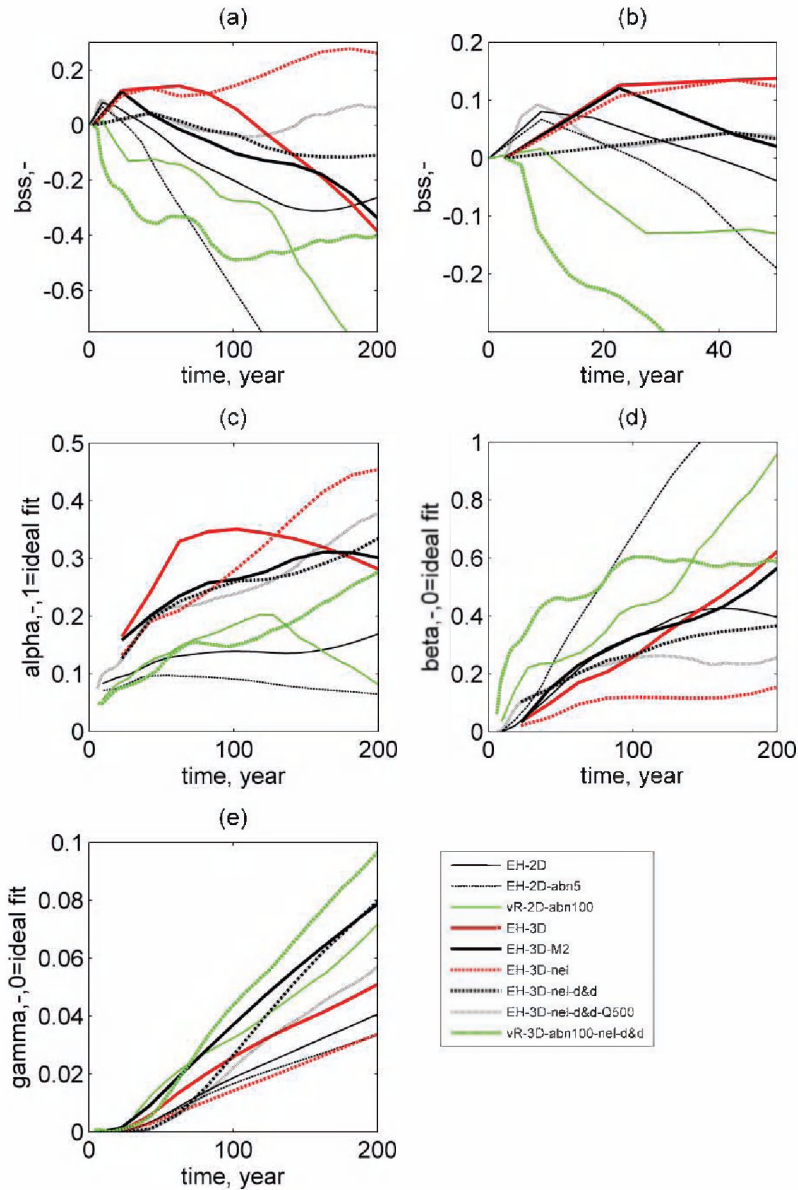 (a)
0.2
0
-0.2
-0.4
-0.6
bss,-
0
100
200
time, year
(b)
0.2
0.1
0
-0.1
-0.2
bss,-
0
20
40
time, year
(c)
0.5
0.4
0.3
0.2
0.1
0
alpha,-,1=ideal fit
0
100
200
time, year
(d)
1
0.8
0.6
0.4
0.2
0
beta,-,0=ideal fit
0
100
200
time, year
(e)
0.1
0.08
0.06
0.04
0.02
0
gamma,-,0=ideal fit
0
100
200
time, year
EH-2D
EH-2D-abn5
vR-2D-abn100
EH-3D
EH-3D-M2
EH-3D-nei
EH-3D-nei-d&d
EH-3D-nei-d&d-Q500
vR-3D-abn100-nei-d&d